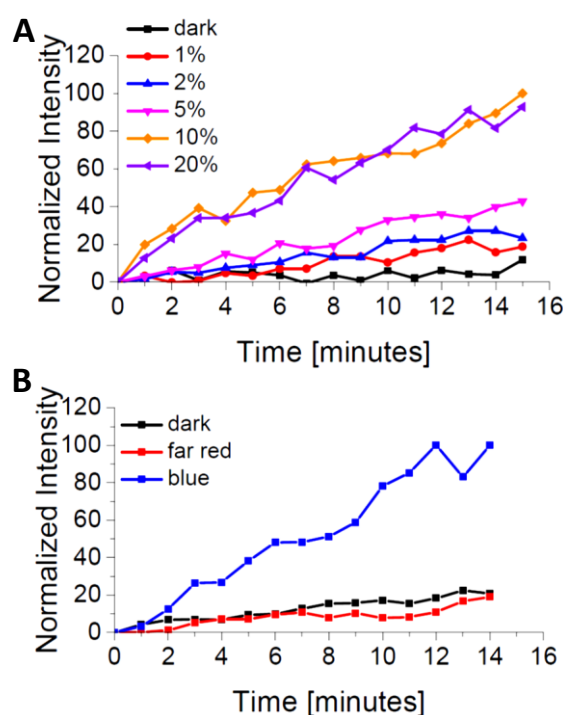 A
dark
1%
2%
5%
10%
20%
Normalized Intensity
120
100
80
60
40
20
0
0 2 4 6 8 10 12 14 16
Time [minutes]
B
dark
far red
blue
Normalized Intensity
120
100
80
60
40
20
0
0 2 4 6 8 10 12 14 16
Time [minutes]